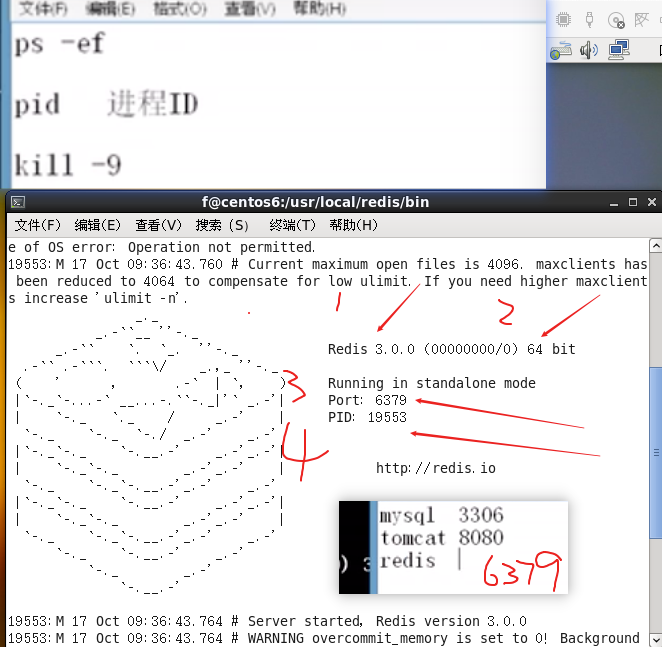 文件(F) 编辑(E) 格式(O) 查看(V) 帮助(H)
ps -ef
pid 进程ID
kill -9
f@centos6:/usr/local/redis/bin
文件(F) 编辑(E) 查看(V) 搜索 (S) 终端(T) 帮助(H)
e of OS error: Operation not permitted.
19553:M 17 Oct 09:36:43.760 # Current maximum open files is 4096. maxclients has
been reduced to 4064 to compensate for low ulimit. If you need higher maxclient
s increase 'ulimit -n'.
1
2
Redis 3.0.0 (00000000/0) 64 bit
Running in standalone mode
3
Port: 6379
PID: 19553
4
http://redis.io
mysql 3306
tomcat 8080
) 3
redis
6379
19553:M 17 Oct 09:36:43.764 # Server started, Redis version 3.0.0
19553:M 17 Oct 09:36:43.764 # WARNING overcommit_memory is set to 0! Background